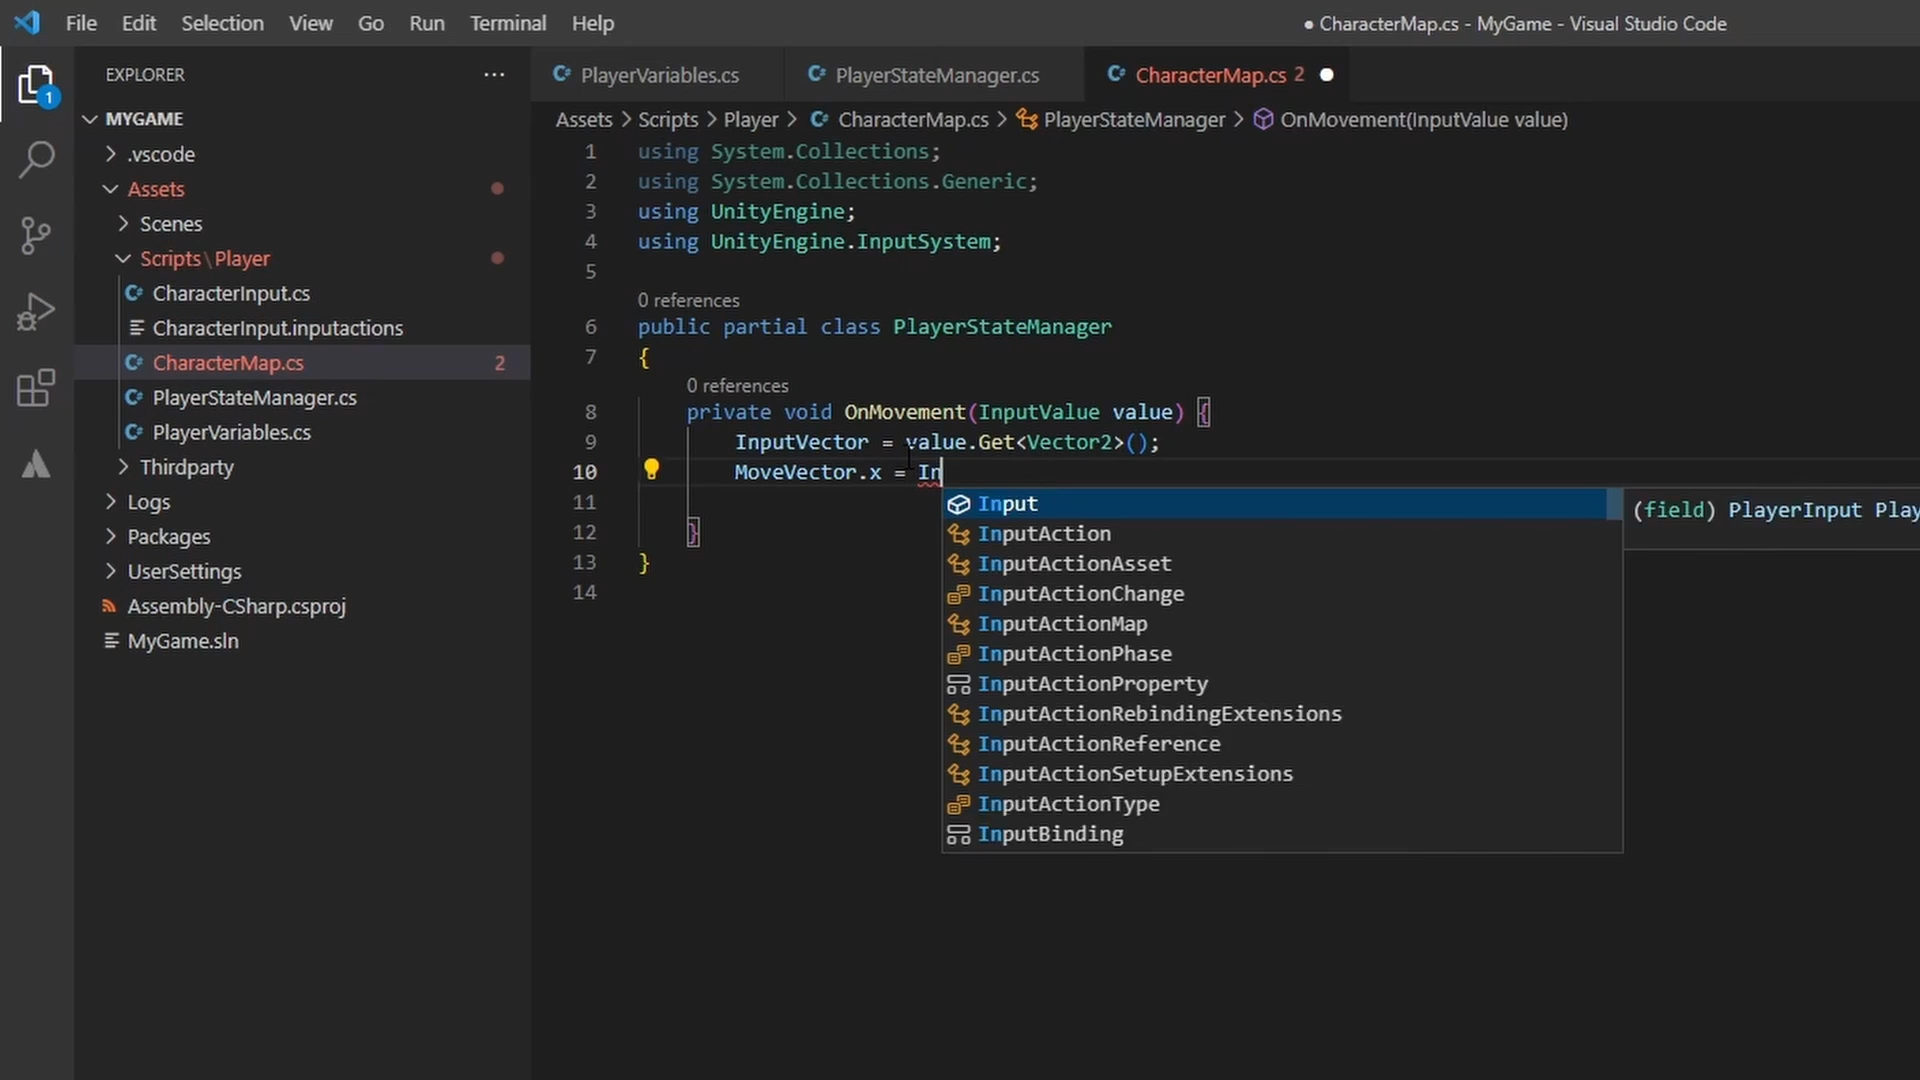 File Edit Selection View Go Run Terminal Help
● CharacterMap.cs - MyGame - Visual Studio Code
1
EXPLORER ···
MYGAME
.vscode
Assets
Scenes
Scripts\Player
CharacterInput.cs
CharacterInput.inputactions
CharacterMap.cs 2
PlayerStateManager.cs
PlayerVariables.cs
Thirdparty
Logs
Packages
UserSettings
Assembly-CSharp.csproj
MyGame.sln
PlayerVariables.cs PlayerStateManager.cs CharacterMap.cs 2 ●
Assets > Scripts > Player > CharacterMap.cs > PlayerStateManager > OnMovement(InputValue value)
1 using System.Collections;
2 using System.Collections.Generic;
3 using UnityEngine;
4 using UnityEngine.InputSystem;
5
0 references
6 public partial class PlayerStateManager
7 {
0 references
8 private void OnMovement(InputValue value) {
9 InputVector = value.Get<Vector2>();
10 MoveVector.x = In
11
12 }
13 }
14
Input
InputAction
InputActionAsset
InputActionChange
InputActionMap
InputActionPhase
InputActionProperty
InputActionRebindingExtensions
InputActionReference
InputActionSetupExtensions
InputActionType
InputBinding
(field) PlayerInput Play